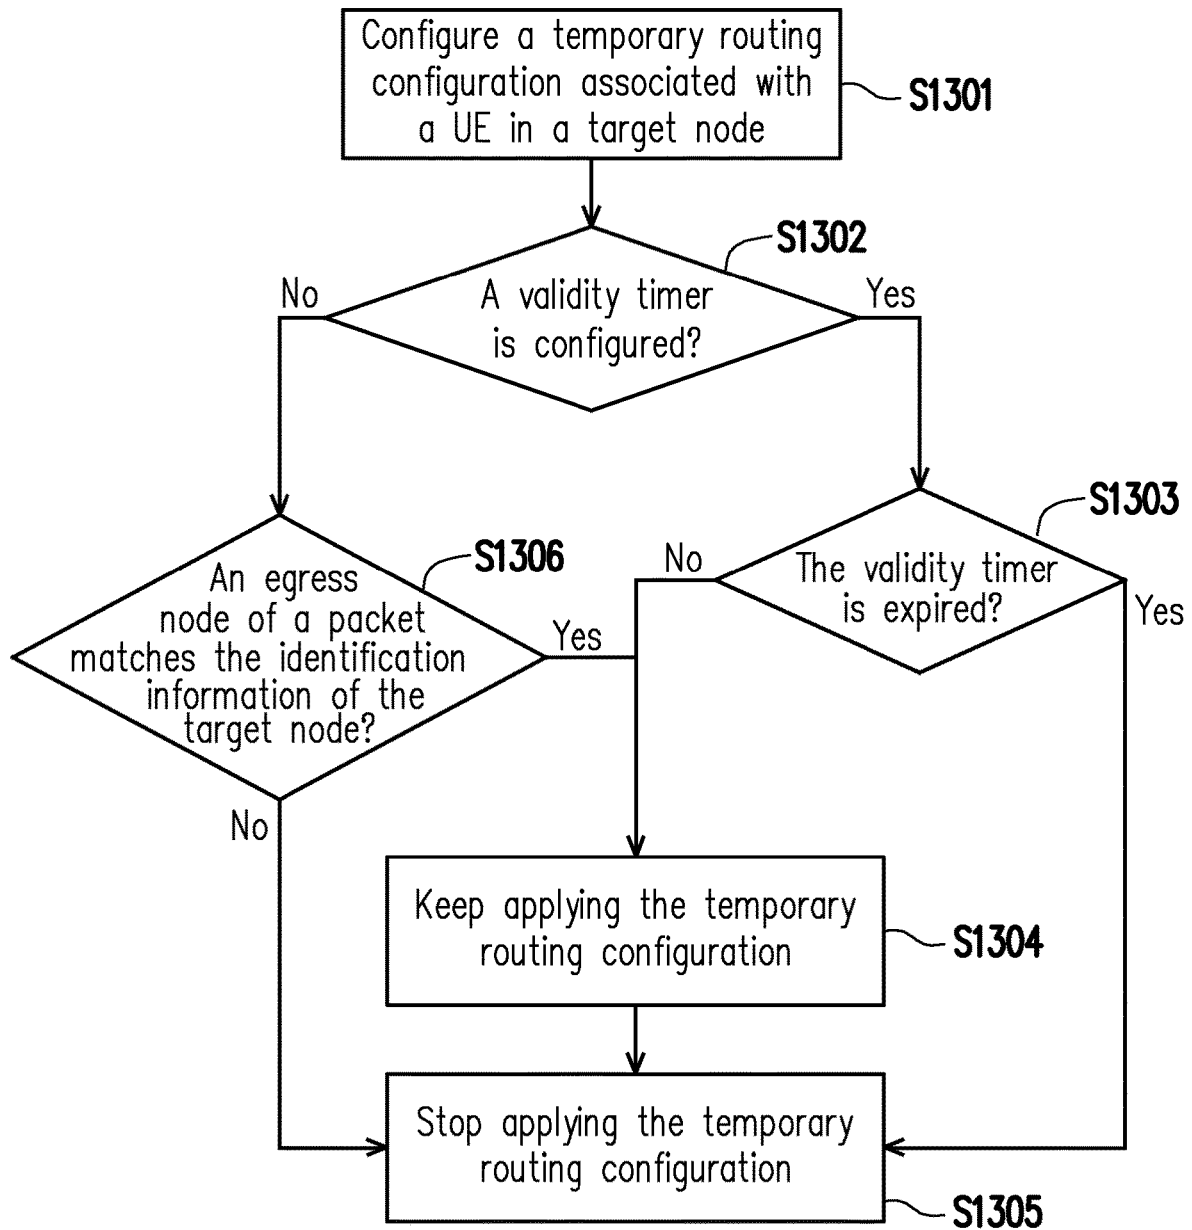 Configure a temporary routing
configuration associated with
a UE in a target node
S1301
S1302
A validity timer
is configured?
No
Yes
S1303
The validity timer
is expired?
No
Yes
S1306
An egress
node of a packet
matches the identification
information of the
target node?
Yes
No
Keep applying the temporary
routing configuration
S1304
Stop applying the temporary
routing configuration
S1305